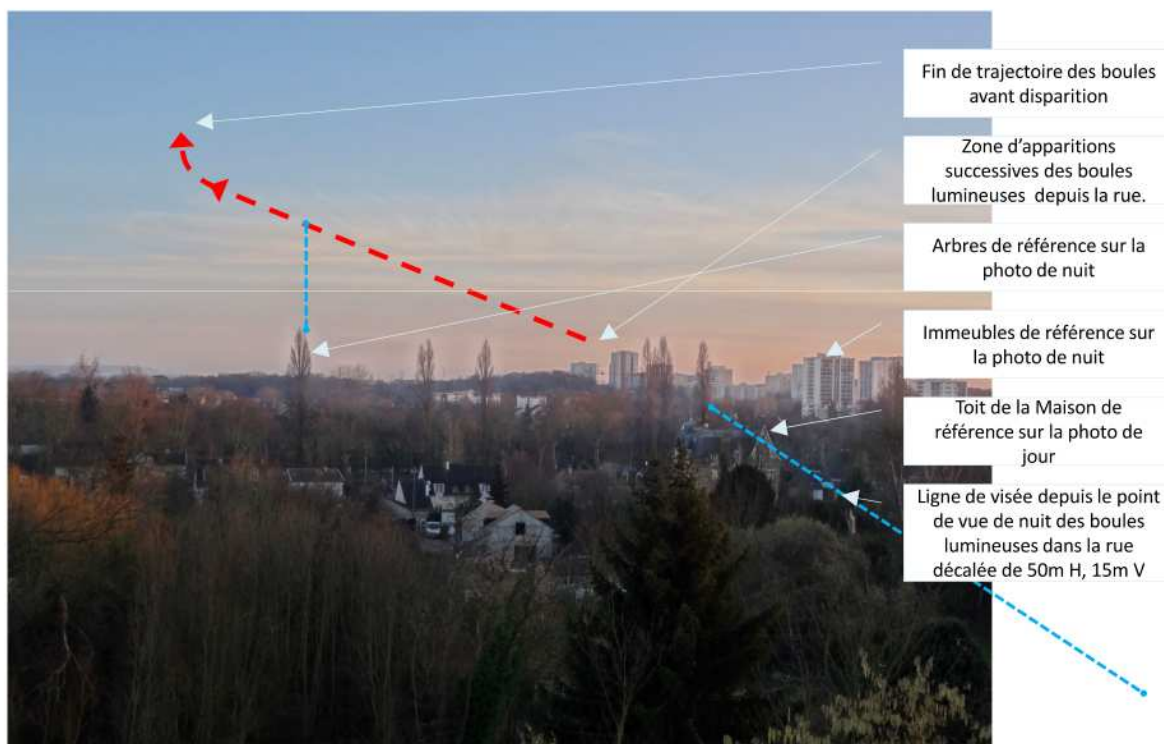 Fin de trajectoire des boules
avant disparition
Zone d’apparitions
successives des boules
lumineuses depuis la rue.
Arbres de référence sur la
photo de nuit
Immeubles de référence sur
la photo de nuit
Toit de la Maison de
référence sur la photo de
jour
Ligne de visée depuis le point
de vue de nuit des boules
lumineuses dans la rue
décalée de 50m H, 15m V